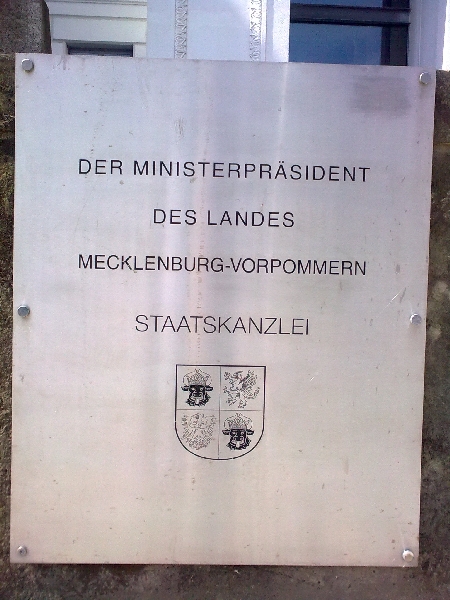 DER MINISTERPRÄSIDENT
DES LANDES
MECKLENBURG-VORPOMMERN
STAATSKANZLEI